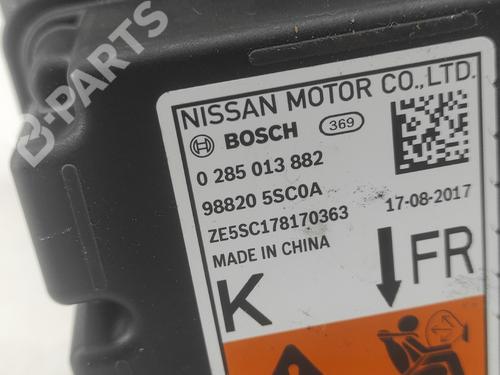 B-PARTS
NISSAN MOTOR CO.,LTD.
BOSCH 369
0 285 013 882
98820 5SC0A
ZE5SC178170363 17-08-2017
MADE IN CHINA
K FR